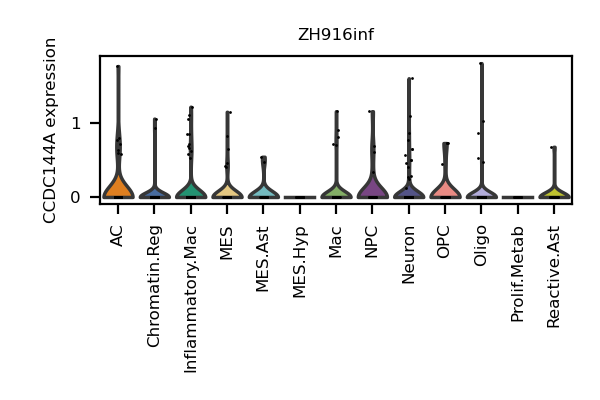 ZH916inf
CCDC144A expression
1
0
AC
Chromatin.Reg
Inflammatory.Mac
MES
MES.Ast
MES.Hyp
Mac
NPC
Neuron
OPC
Oligo
Prolif.Metab
Reactive.Ast